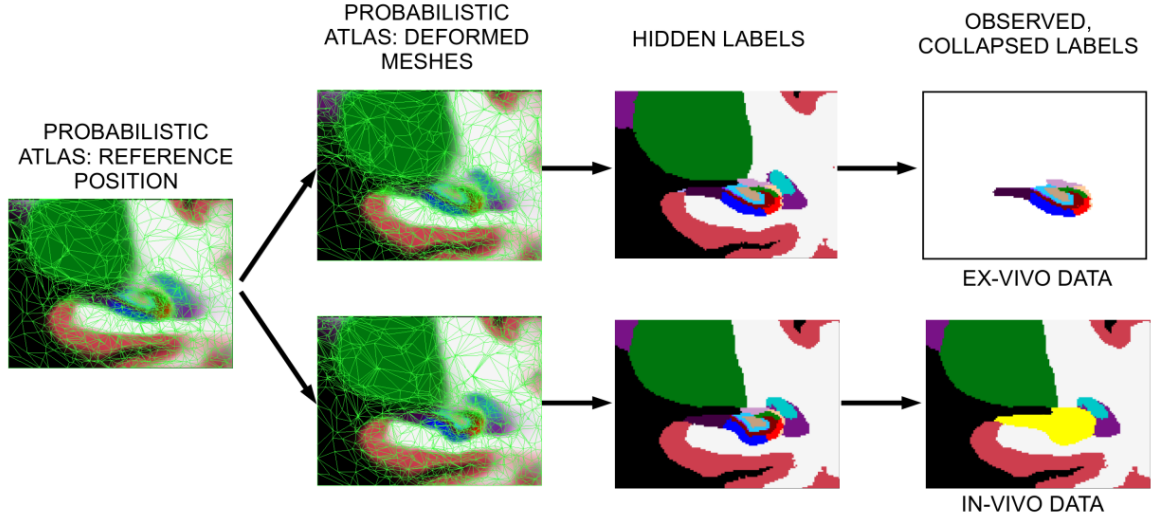 PROBABILISTIC
ATLAS: REFERENCE
POSITION
PROBABILISTIC
ATLAS: DEFORMED
MESHES
HIDDEN LABELS
OBSERVED,
COLLAPSED LABELS
EX-VIVO DATA
IN-VIVO DATA